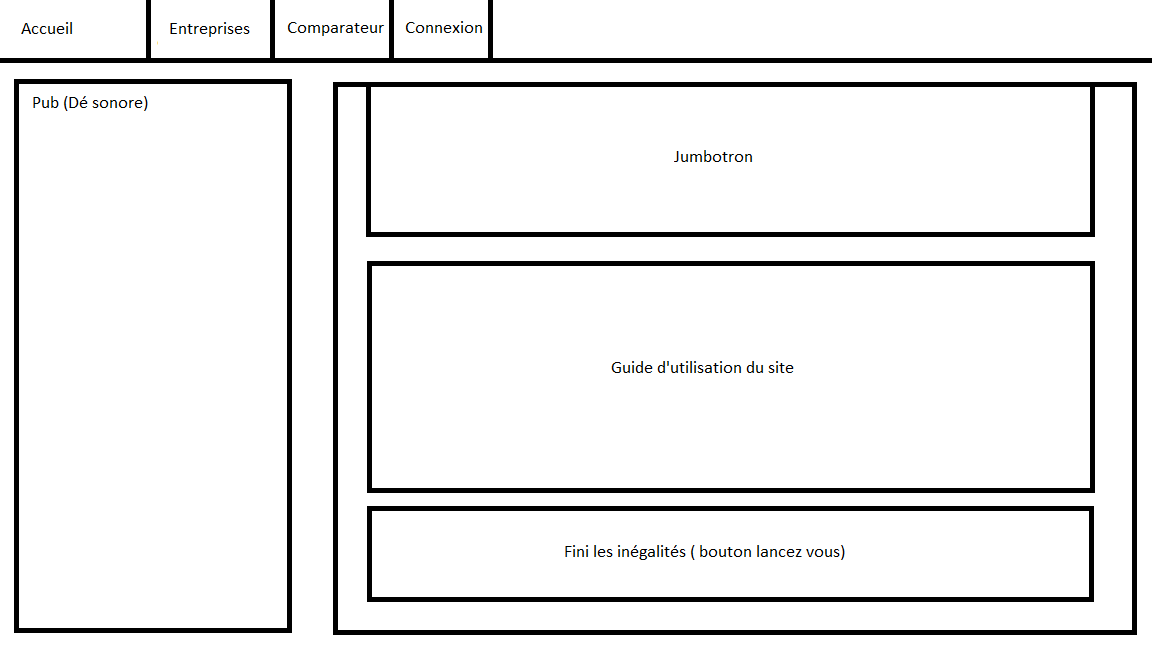 Accueil
Entreprises
Comparateur
Connexion
Pub (Dé sonore)
Jumbotron
Guide d'utilisation du site
Fini les inégalités ( bouton lancez vous)